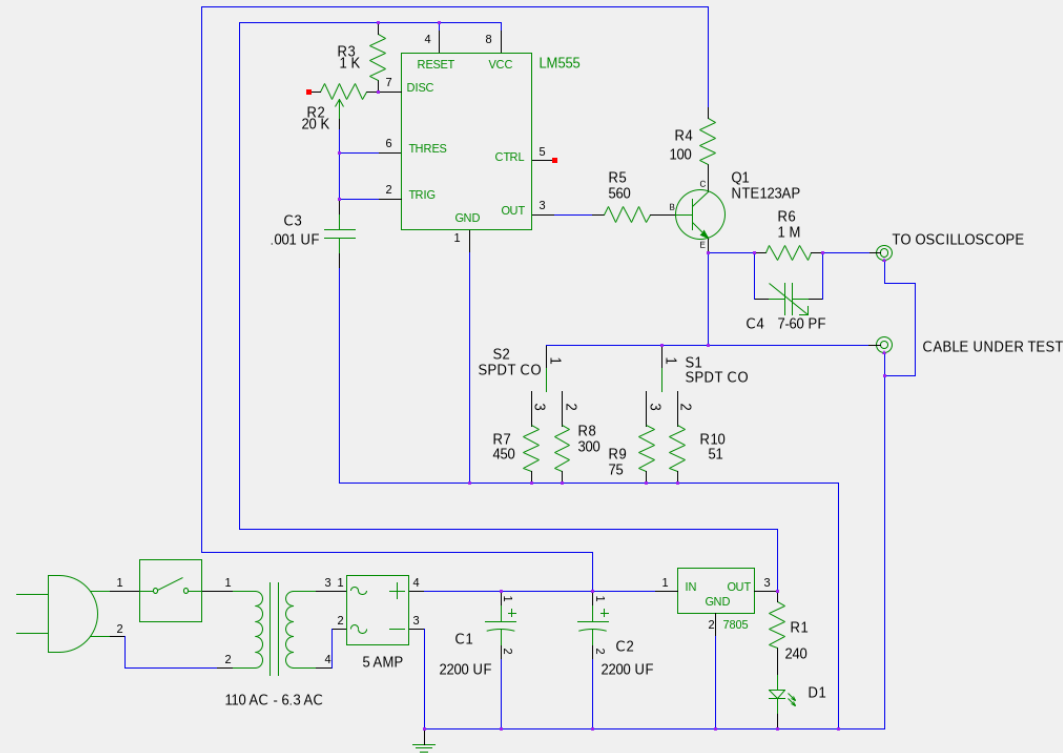 4
8
R3
1 K
RESET
VCC
LM555
7
DISC
R2
20 K
R4
100
6
THRES
CTRL
5
R5
560
Q1
NTE123AP
C
B
E
2
TRIG
OUT
3
GND
1
C3
.001 UF
R6
1 M
TO OSCILLOSCOPE
C4 7-60 PF
S2
SPDT CO
1
S1
SPDT CO
1
CABLE UNDER TEST
3
2
3
2
R7
450
R8
300
R9
75
R10
51
1
2
1
2
3
4
1
2
4
3
5 AMP
110 AC - 6.3 AC
1
+
2
C1
2200 UF
1
+
2
C2
2200 UF
1
IN
OUT
3
GND
2
7805
R1
240
D1